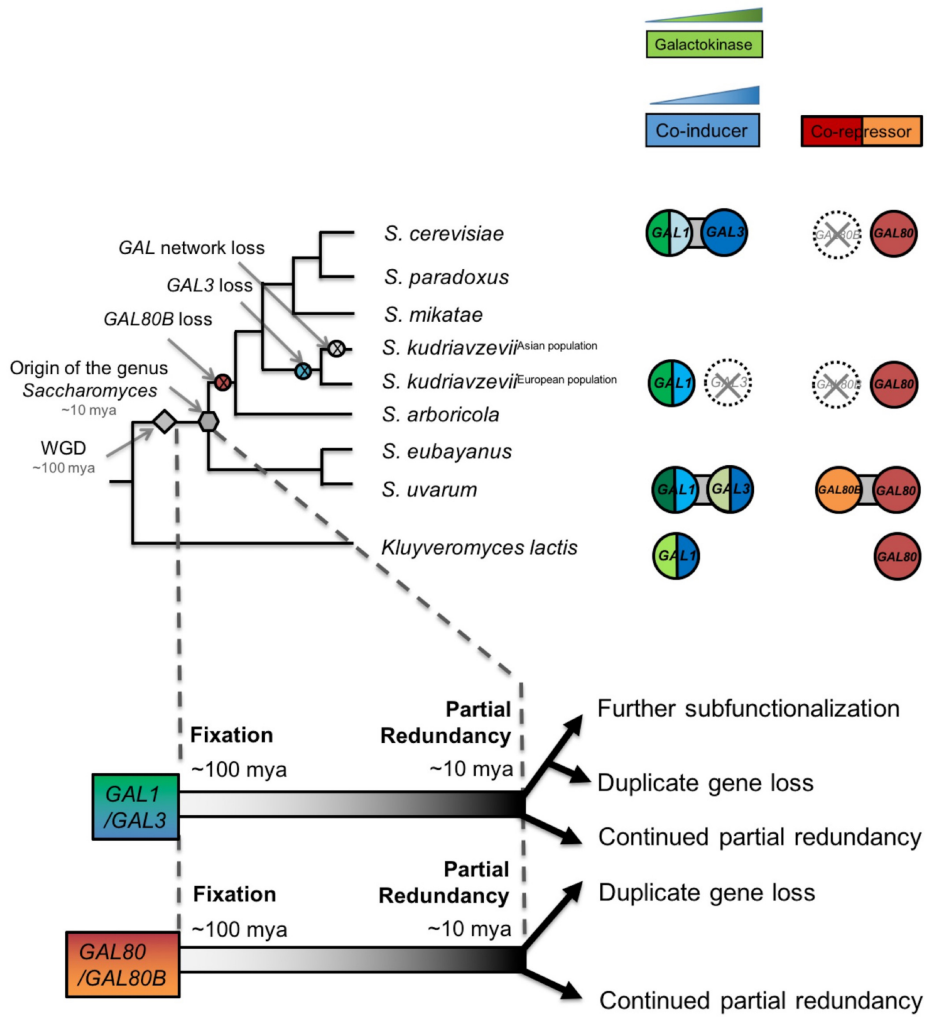 Galactokinase
Co-inducer
Co-repressor
GAL1
GAL3
GAL80B
GAL80
S. cerevisiae
GAL network loss
S. paradoxus
GAL3 loss
S. mikatae
GAL80B loss
S. kudriavzevii Asian population
Origin of the genus
Saccharomyces
~10 mya
S. kudriavzevii European population
GAL1
GAL3
GAL80B
GAL80
S. arboricola
WGD
~100 mya
S. eubayanus
S. uvarum
GAL1
GAL3
GAL80B
GAL80
Kluyveromyces lactis
GAL1
GAL80
Fixation
~100 mya
Partial
Redundancy
~10 mya
Further subfunctionalization
Duplicate gene loss
Continued partial redundancy
GAL1
/GAL3
Fixation
~100 mya
Partial
Redundancy
~10 mya
Duplicate gene loss
Continued partial redundancy
GAL80
/GAL80B